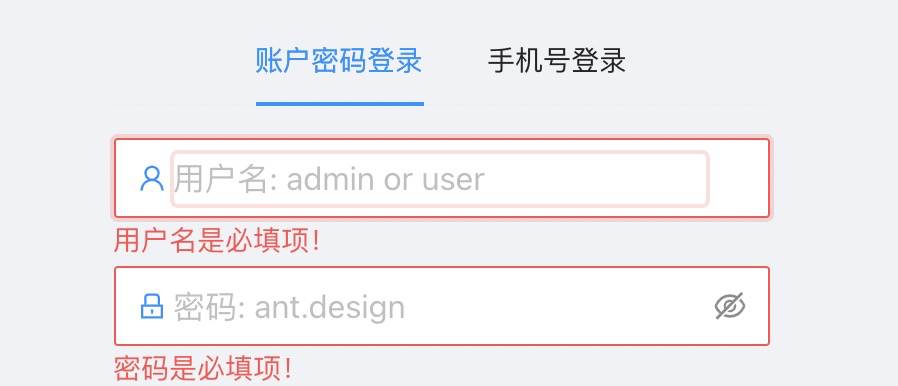 账户密码登录 手机号登录
用户名: admin or user
用户名是必填项!
密码: ant.design
密码是必填项!